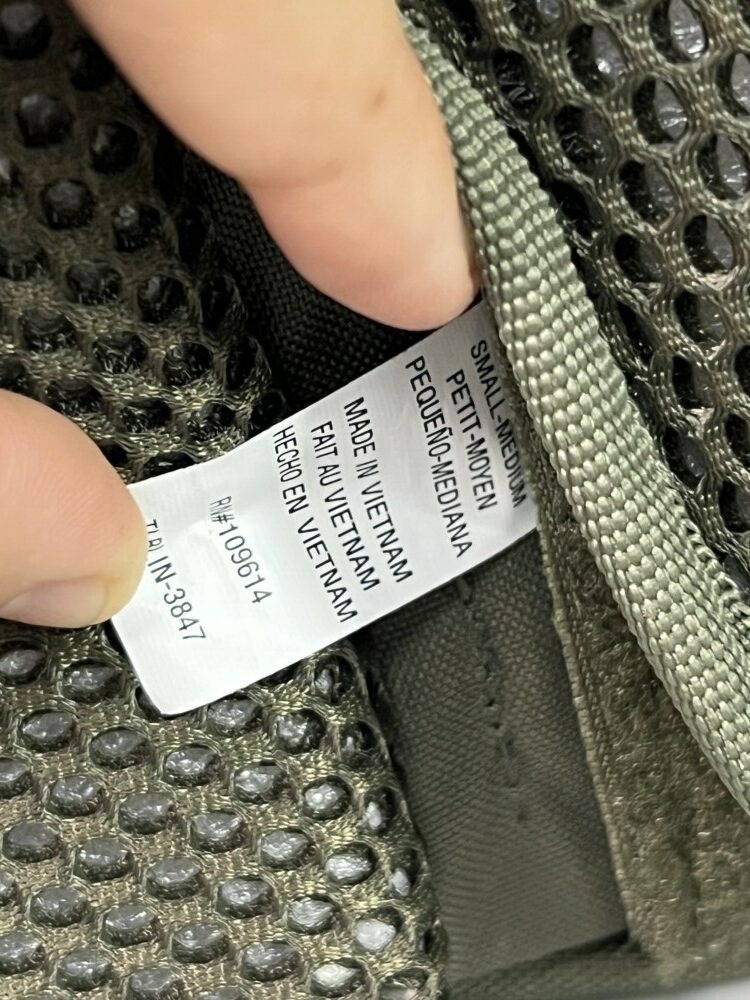 SMALL-MEDIUM
PETIT-MOYEN
PEQUEÑO-MEDIANA
MADE IN VIETNAM
FAIT AU VIETNAM
HECHO EN VIETNAM
RN#109614
IN-3847